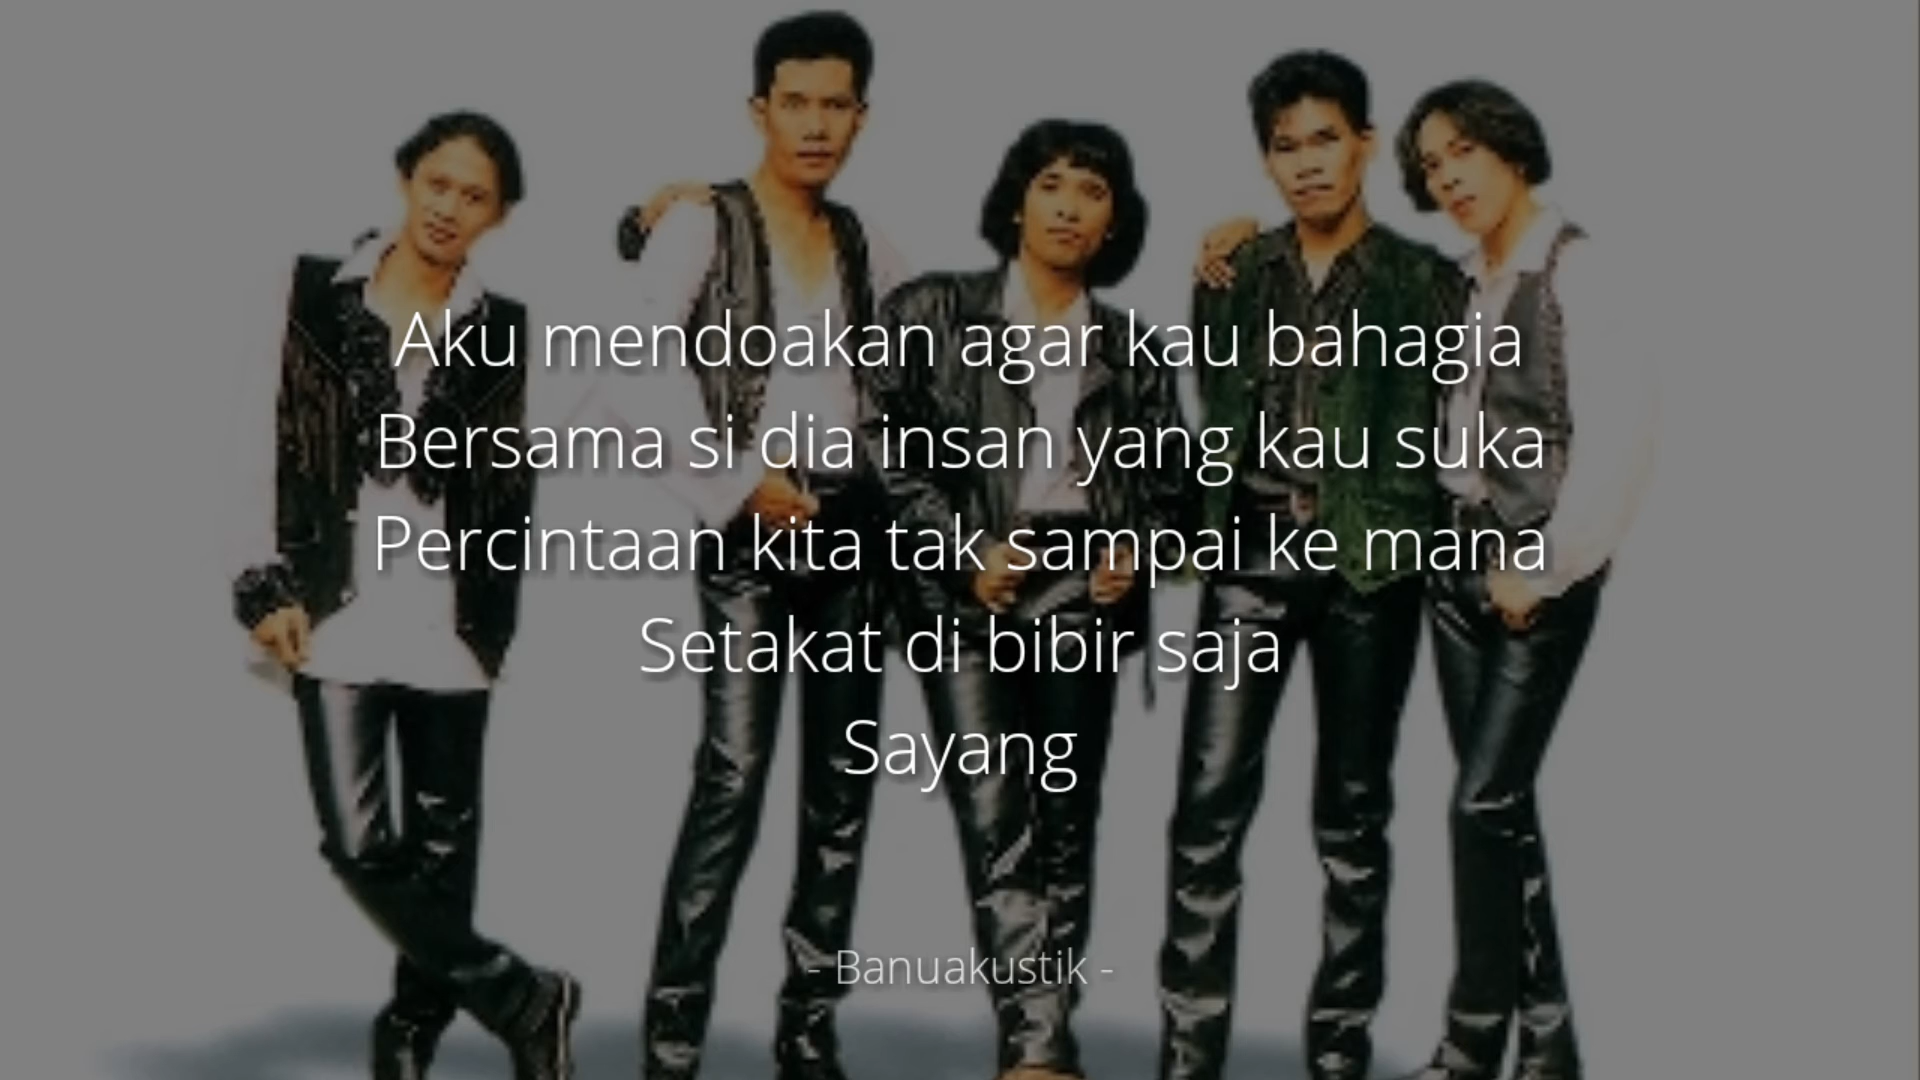 Aku mendoakan agar kau bahagia
Bersama si dia insan yang kau suka
Percintaan kita tak sampai ke mana
Setakat di bibir saja
Sayang
- Banuakustik -